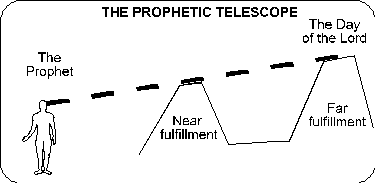 THE PROPHETIC TELESCOPE
The Day
of the Lord
The
Prophet
Near
fulfillment
Far
fulfillment